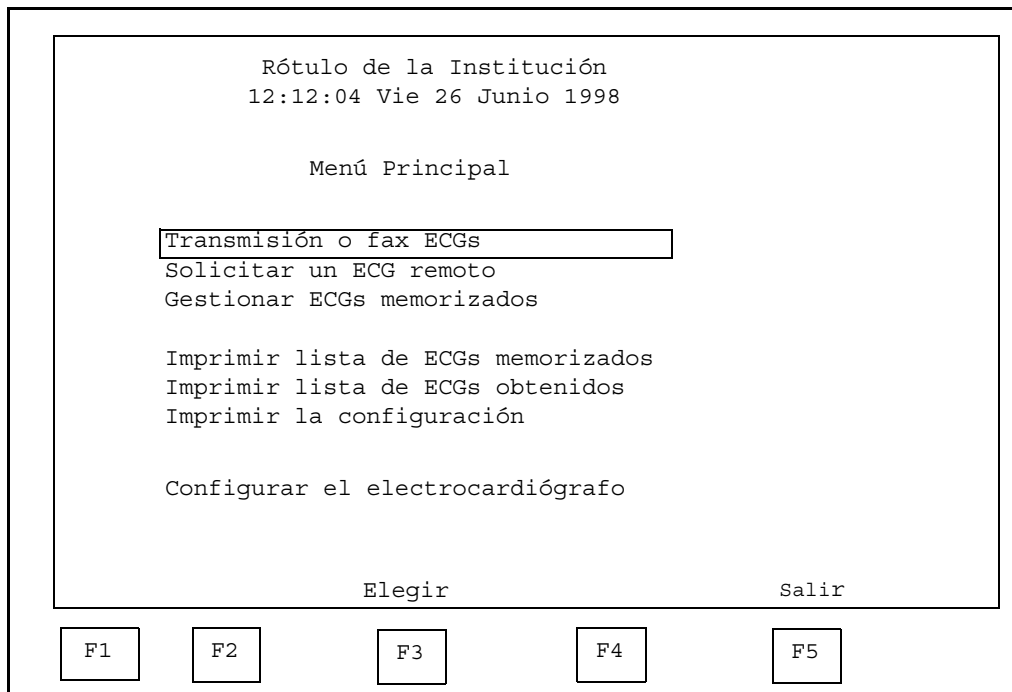 Rótulo de la Institución
12:12:04 Vie 26 Junio 1998
Menú Principal
Transmisión o fax ECGs
Solicitar un ECG remoto
Gestionar ECGs memorizados
Imprimir lista de ECGs memorizados
Imprimir lista de ECGs obtenidos
Imprimir la configuración
Configurar el electrocardiógrafo
Elegir Salir
F1 F2 F3 F4 F5